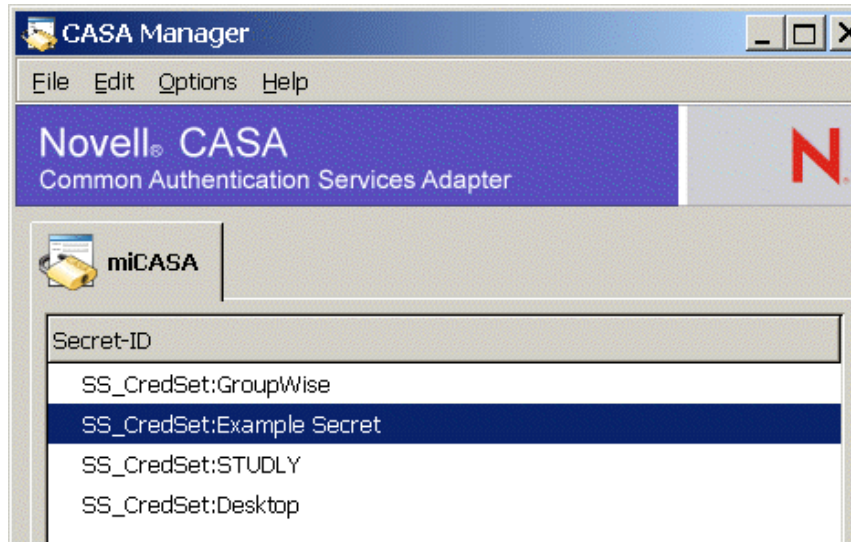 CASA Manager
File Edit Options Help
Novell® CASA
Common Authentication Services Adapter
N.
miCASA
Secret-ID
SS_CredSet:GroupWise
SS_CredSet:Example Secret
SS_CredSet:STUDLY
SS_CredSet:Desktop